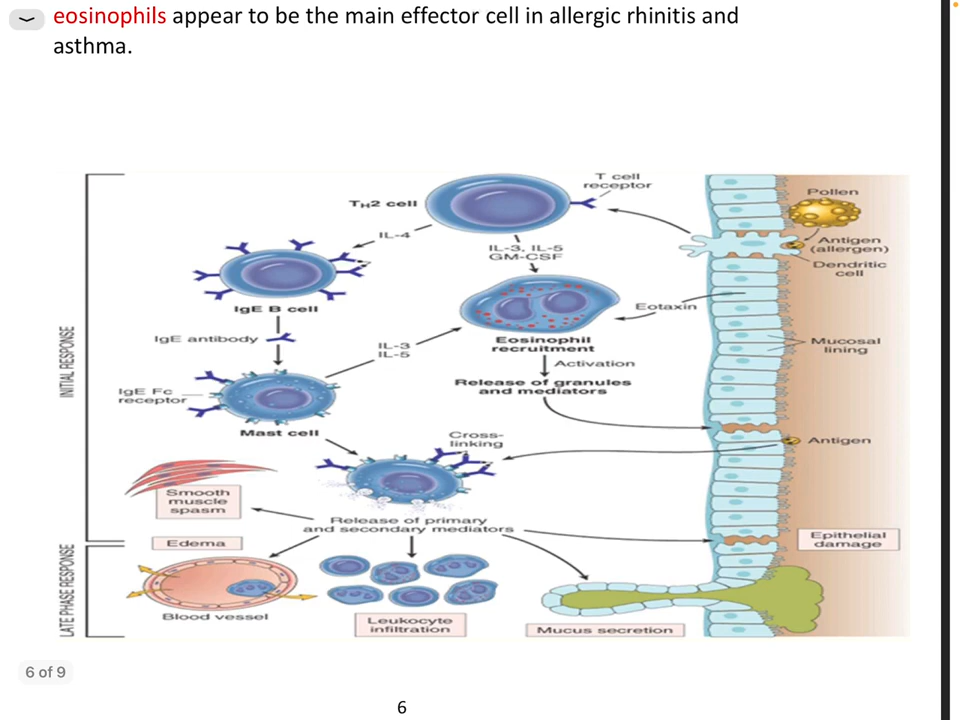 eosinophils appear to be the main effector cell in allergic rhinitis and
asthma.
T cell
receptor
TH2 cell
Pollen
IL-4
IL-3, IL-5
GM-CSF
Antigen
(allergen)
Dendritic
cell
IgE B cell
Eotaxin
IgE antibody
IL-3
IL-5
Eosinophil
recruitment
Mucosal
lining
Activation
INITIAL RESPONSE
IgE Fc
receptor
Release of granules
and mediators
Mast cell
Cross-
linking
Antigen
Smooth
muscle
spasm
Release of primary
and secondary mediators
Epithelial
damage
Edema
LATE PHASE RESPONSE
Blood vessel
Leukocyte
infiltration
Mucus secretion
6 of 9
6